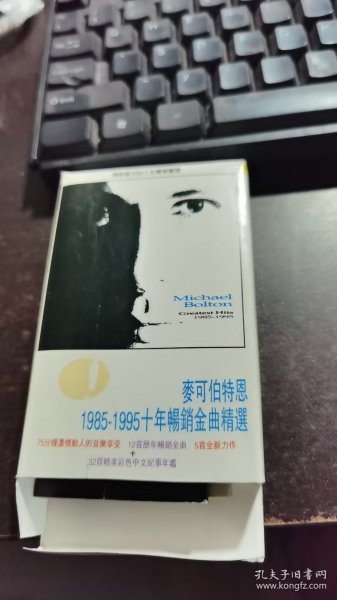 Michael
Bolton
Greatest Hits
1985-1995
麥可伯特恩
1985-1995十年暢銷金曲精選
75分鐘濃情動人的音樂享受 12首歷年暢銷金曲 5首全新力作
+
32頁精美彩色中文紀事年鑑
孔夫子旧书网
www.kongfz.com